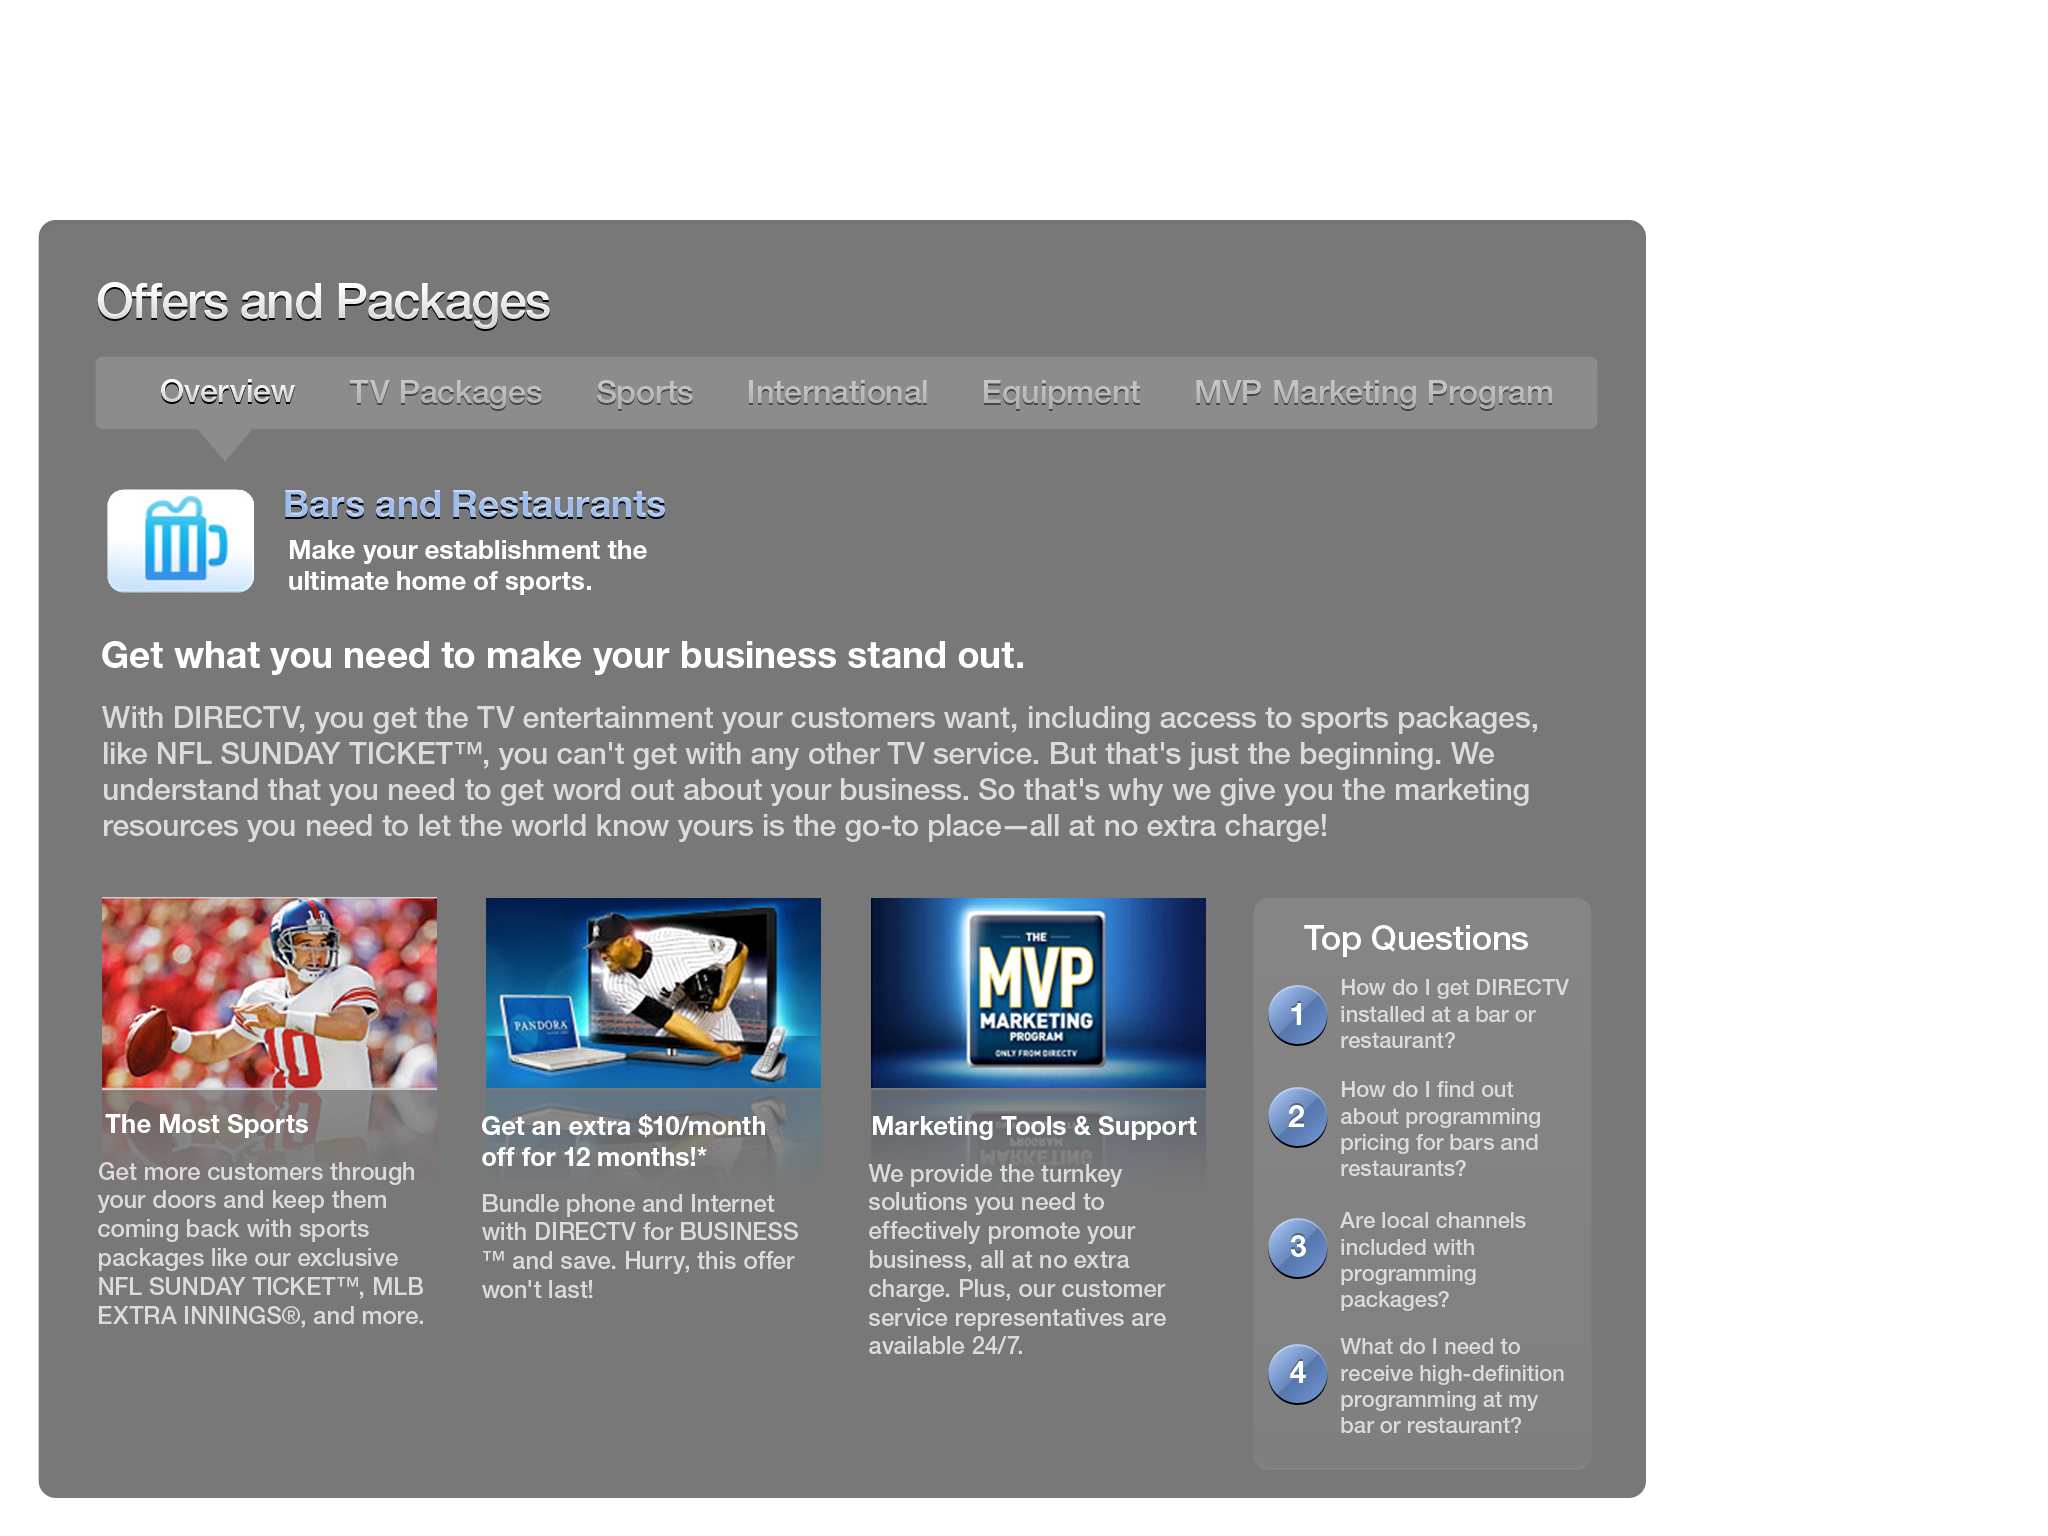 Offers and Packages
Overview TV Packages Sports International Equipment MVP Marketing Program
Bars and Restaurants
Make your establishment the
ultimate home of sports.
Get what you need to make your business stand out.
With DIRECTV, you get the TV entertainment your customers want, including access to sports packages,
like NFL SUNDAY TICKET™, you can't get with any other TV service. But that's just the beginning. We
understand that you need to get word out about your business. So that's why we give you the marketing
resources you need to let the world know yours is the go-to place—all at no extra charge!
10
The Most Sports
Get more customers through
your doors and keep them
coming back with sports
packages like our exclusive
NFL SUNDAY TICKET™, MLB
EXTRA INNINGS®, and more.
PANDORA
Get an extra $10/month
off for 12 months!*
Bundle phone and Internet
with DIRECTV for BUSINESS
™ and save. Hurry, this offer
won't last!
THE
MVP
MARKETING
PROGRAM
ONLY FROM DIRECTV
Marketing Tools & Support
We provide the turnkey
solutions you need to
effectively promote your
business, all at no extra
charge. Plus, our customer
service representatives are
available 24/7.
Top Questions
1
How do I get DIRECTV
installed at a bar or
restaurant?
2
How do I find out
about programming
pricing for bars and
restaurants?
3
Are local channels
included with
programming
packages?
4
What do I need to
receive high-definition
programming at my
bar or restaurant?